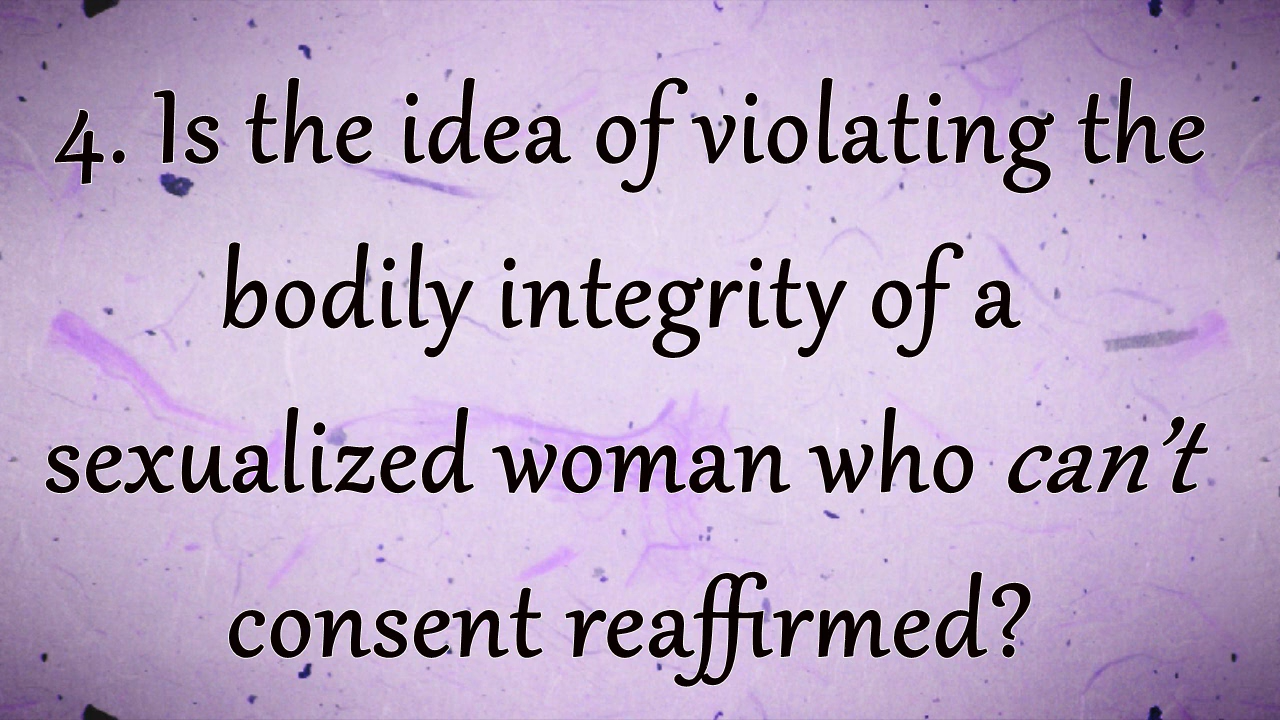 4. Is the idea of violating the
bodily integrity of a
sexualized woman who can't
consent reaffirmed?